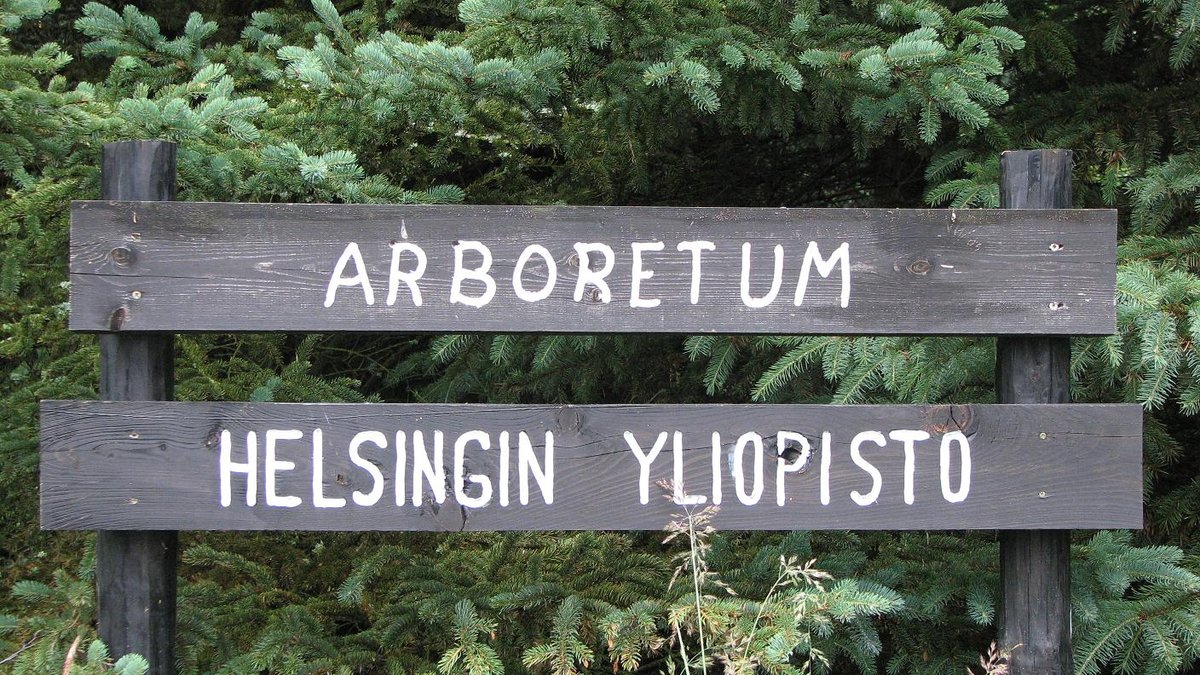 ARBORETUM
HELSINGIN YLIOPISTO